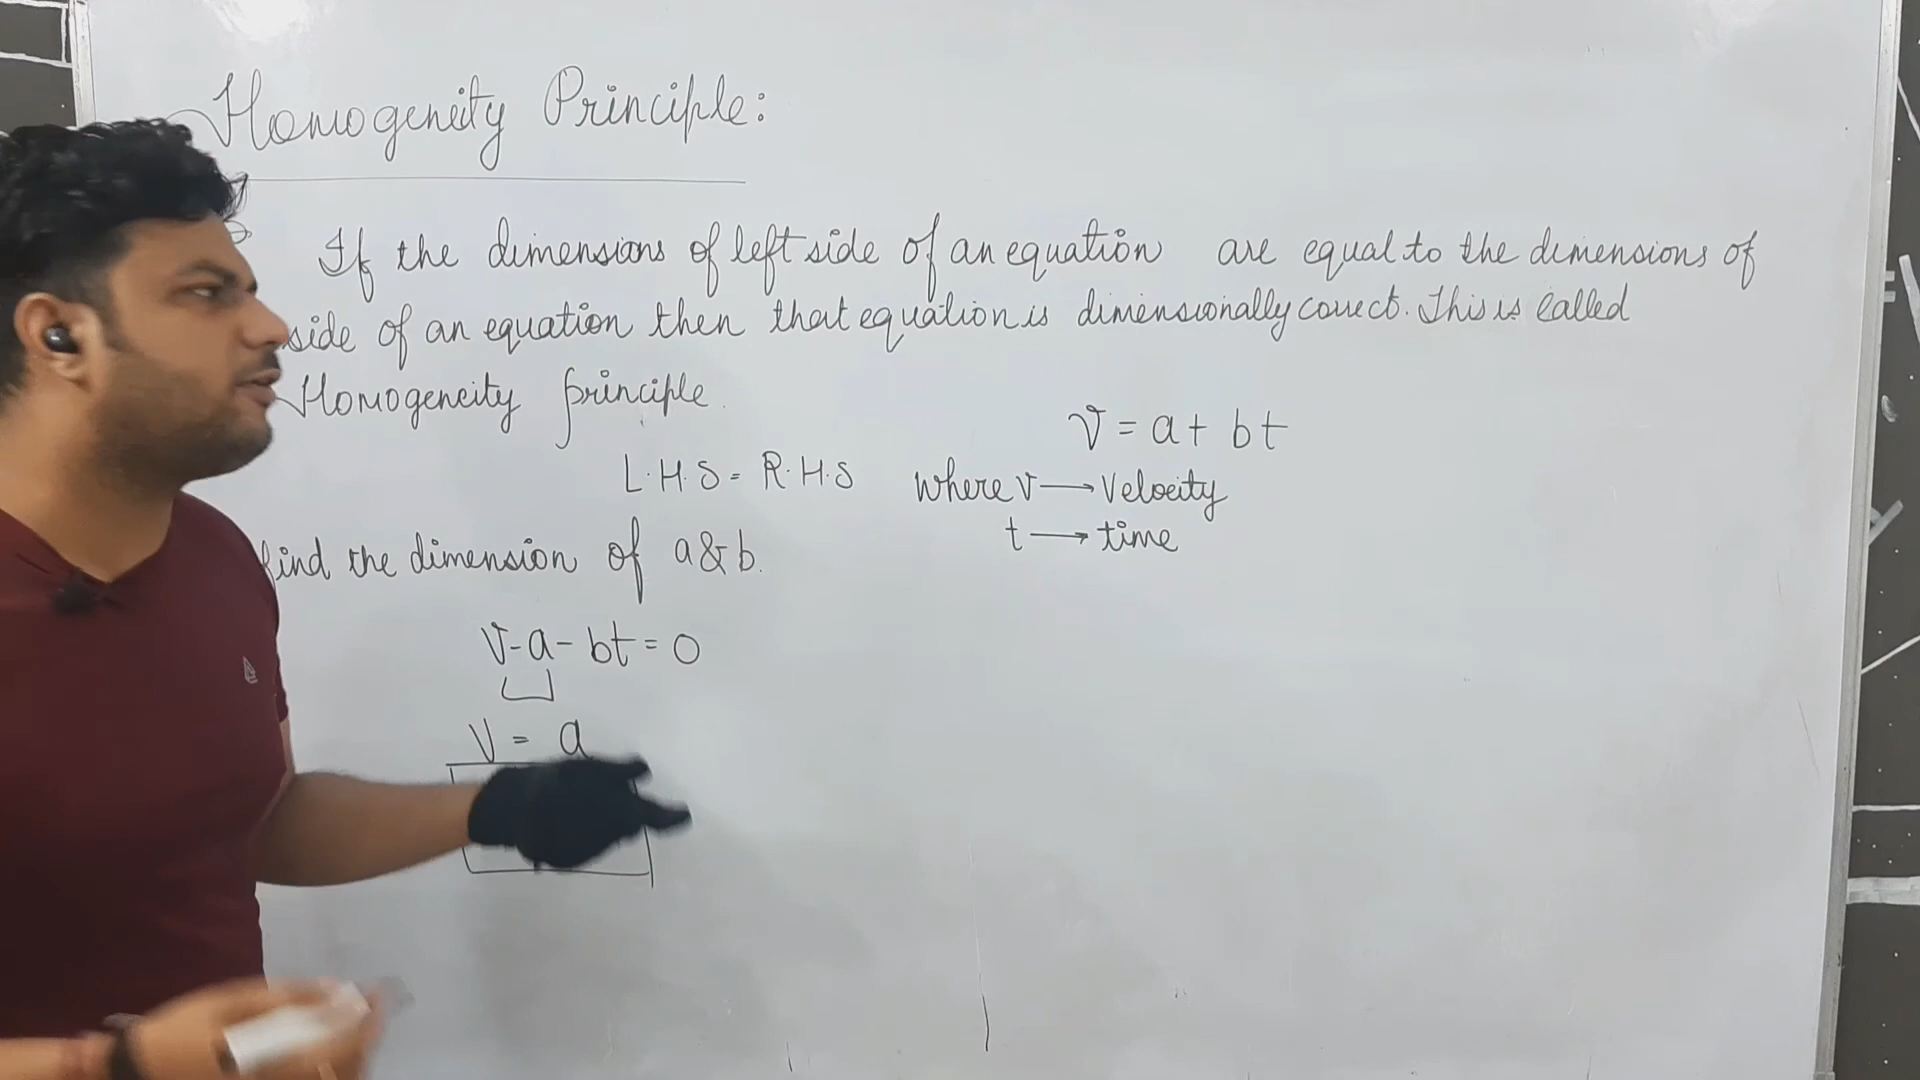 Homogeneity Principle:
If the dimensions of left side of an equation are equal to the dimensions of
side of an equation then that equation is dimensionally correct. This is called
Homogeneity principle.
V = a + bt
L.H.S = R.H.S where v → Velocity
t → time
find the dimension of a & b.
V - a - bt = 0
V = a